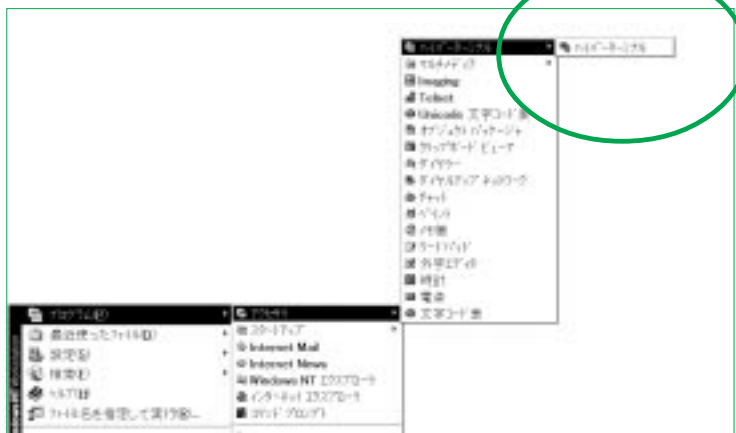 ﾊｲﾊﾟｰﾀｰﾐﾅﾙ
ﾊｲﾊﾟｰﾀｰﾐﾅﾙ
ﾏﾙﾁﾒﾃﾞｨｱ
Imaging
Telnet
Unicode 文字ｺｰﾄﾞ表
ｵﾌﾞｼﾞｪｸﾄ ﾊﾟｯｹｰｼﾞｬ
ｸﾘｯﾌﾟﾎﾞｰﾄﾞ ﾋﾞｭｰｱ
ﾀﾞｲﾔﾗｰ
ﾀﾞｲﾔﾙｱｯﾌﾟ ﾈｯﾄﾜｰｸ
ﾁｬｯﾄ
ﾍﾟｲﾝﾄ
ﾒﾓ帳
ﾜｰﾄﾞﾊﾟｯﾄﾞ
外字ｴﾃﾞｨﾀ
時計
電卓
文字ｺｰﾄﾞ表
ﾌﾟﾛｸﾞﾗﾑ(P)
最近使ったﾌｧｲﾙ(D)
設定(S)
検索(F)
ﾍﾙﾌﾟ(H)
ﾌｧｲﾙ名を指定して実行(R)...
ｱｸｾｻﾘ
ｽﾀｰﾄｱｯﾌﾟ
Internet Mail
Internet News
Windows NT ｴｸｽﾌﾟﾛｰﾗ
ｲﾝﾀｰﾈｯﾄ ｴｸｽﾌﾟﾛｰﾗ
ｺﾏﾝﾄﾞ ﾌﾟﾛﾝﾌﾟﾄ